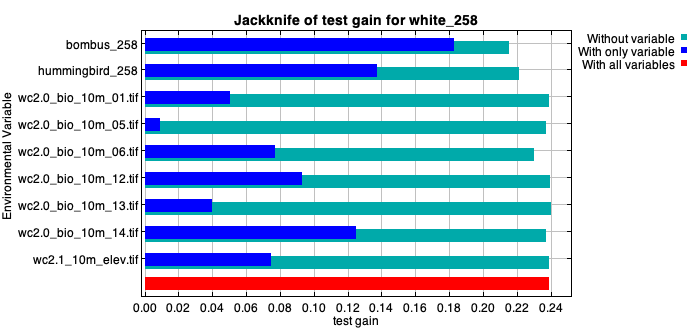 Jackknife of test gain for white_258
Without variable
With only variable
With all variables
Environmental Variable
bombus_258
hummingbird_258
wc2.0_bio_10m_01.tif
wc2.0_bio_10m_05.tif
wc2.0_bio_10m_06.tif
wc2.0_bio_10m_12.tif
wc2.0_bio_10m_13.tif
wc2.0_bio_10m_14.tif
wc2.1_10m_elev.tif
0.00 0.02 0.04 0.06 0.08 0.10 0.12 0.14 0.16 0.18 0.20 0.22 0.24
test gain